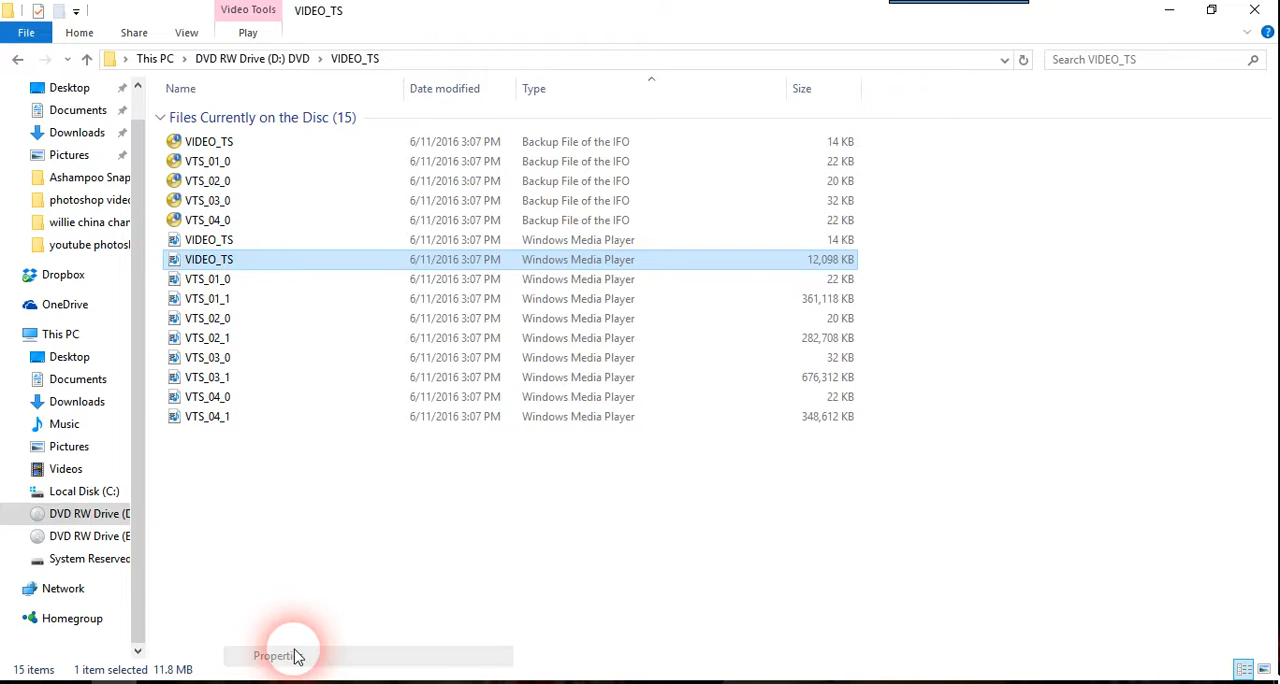 Video Tools
VIDEO_TS
File
Home
Share
View
Play
This PC
DVD RW Drive (D:) DVD
VIDEO_TS
Search VIDEO_TS
Name
Date modified
Type
Size
Files Currently on the Disc (15)
VIDEO_TS 6/11/2016 3:07 PM Backup File of the IFO 14 KB
VTS_01_0 6/11/2016 3:07 PM Backup File of the IFO 22 KB
VTS_02_0 6/11/2016 3:07 PM Backup File of the IFO 20 KB
VTS_03_0 6/11/2016 3:07 PM Backup File of the IFO 32 KB
VTS_04_0 6/11/2016 3:07 PM Backup File of the IFO 22 KB
VIDEO_TS 6/11/2016 3:07 PM Windows Media Player 14 KB
VIDEO_TS 6/11/2016 3:07 PM Windows Media Player 12,098 KB
VTS_01_0 6/11/2016 3:07 PM Windows Media Player 22 KB
VTS_01_1 6/11/2016 3:07 PM Windows Media Player 361,118 KB
VTS_02_0 6/11/2016 3:07 PM Windows Media Player 20 KB
VTS_02_1 6/11/2016 3:07 PM Windows Media Player 282,708 KB
VTS_03_0 6/11/2016 3:07 PM Windows Media Player 32 KB
VTS_03_1 6/11/2016 3:07 PM Windows Media Player 676,312 KB
VTS_04_0 6/11/2016 3:07 PM Windows Media Player 22 KB
VTS_04_1 6/11/2016 3:07 PM Windows Media Player 348,612 KB
Desktop
Documents
Downloads
Pictures
Ashampoo Snap
photoshop video
willie china chan
youtube photosh
Dropbox
OneDrive
This PC
Desktop
Documents
Downloads
Music
Pictures
Videos
Local Disk (C:)
DVD RW Drive (D
DVD RW Drive (E
System Reserved
Network
Homegroup
Properti
15 items
1 item selected 11.8 MB